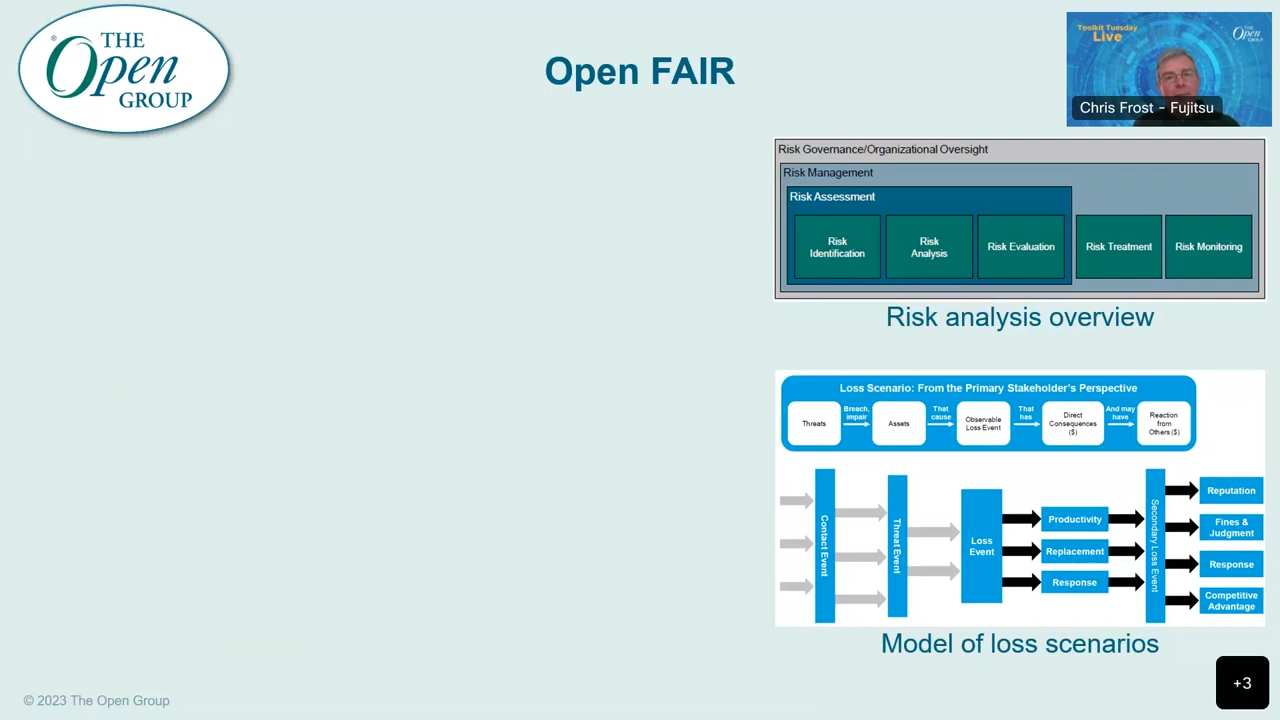 THE
Open
GROUP
®
Open FAIR
Toolkit Tuesday
Live
The
Open
GROUP
Chris Frost - Fujitsu
Risk Governance/Organizational Oversight
Risk Management
Risk Assessment
Risk
Identification
Risk
Analysis
Risk Evaluation
Risk Treatment
Risk Monitoring
Risk analysis overview
Loss Scenario: From the Primary Stakeholder's Perspective
Threats
Breach,
impair
Assets
That
cause
Observable
Loss Event
That
has
Direct
Consequences
($)
And may
have
Reaction
from
Others ($)
Contact Event
Threat Event
Loss
Event
Productivity
Replacement
Response
Secondary Loss Event
Reputation
Fines &
Judgment
Response
Competitive
Advantage
Model of loss scenarios
+3
© 2023 The Open Group